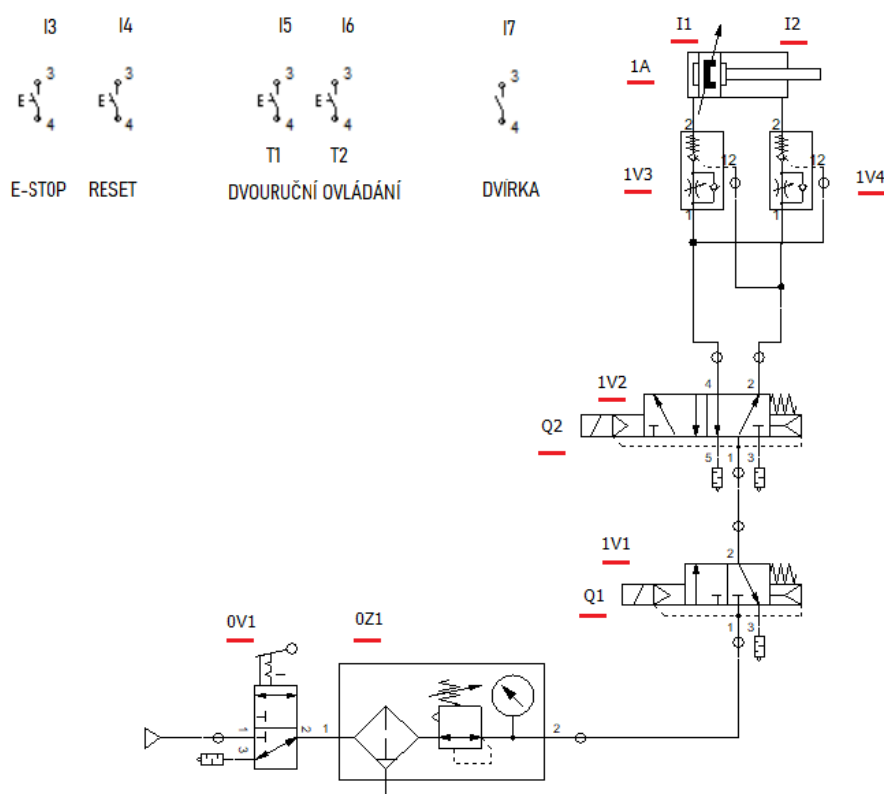 I3 I4 I5 I6 I7 I1 I2
1A
3 3 3 3 3
E E E E
4 4 4 4 4
T1 T2
E-STOP RESET DVOURUČNÍ OVLÁDÁNÍ DVÍRKA
2 2
12 12
1V3 1V4
1 1
1V2
4 2
Q2
5 1 3
1V1
2
Q1
1 3
0V1 0Z1
1 2 1 2
3